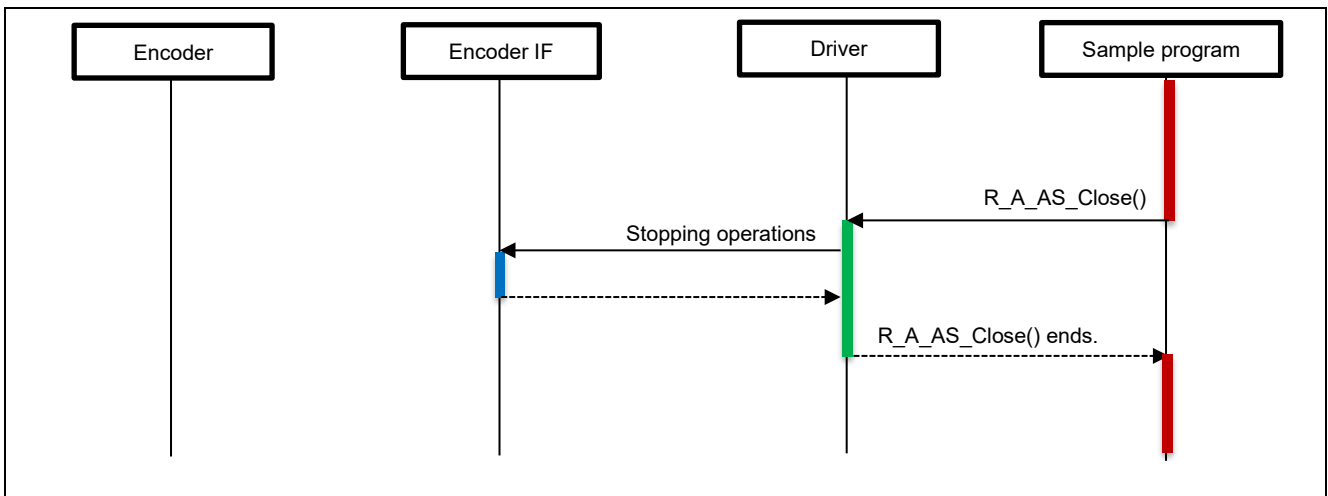 Encoder
Encoder IF
Driver
Sample program
R_A_AS_Close()
Stopping operations
R_A_AS_Close() ends.